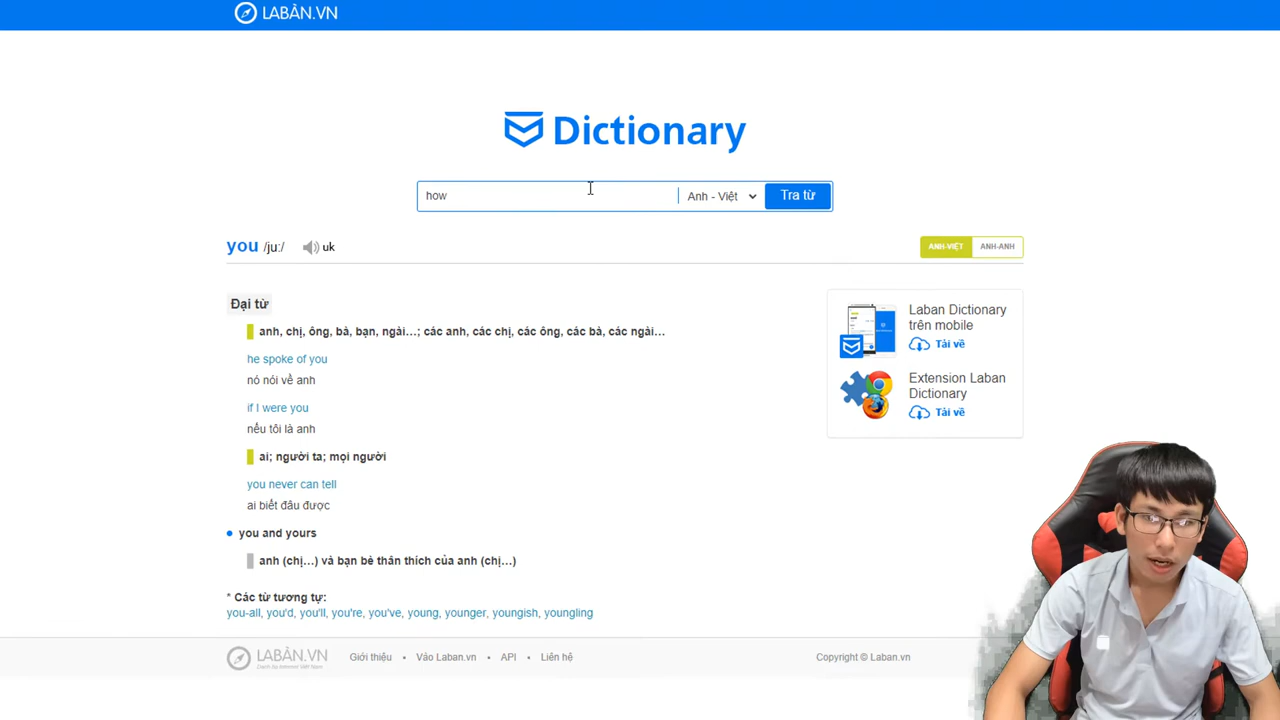 LABÀN.VN
Dictionary
how
Anh - Việt
Tra từ
you /ju:/ uk
ANH-VIỆT ANH-ANH
Đại từ
anh, chị, ông, bà, bạn, ngài…; các anh, các chị, các ông, các bà, các ngài…
he spoke of you
nó nói về anh
if I were you
nếu tôi là anh
ai; người ta; mọi người
you never can tell
ai biết đâu được
you and yours
anh (chị…) và bạn bè thân thích của anh (chị…)
* Các từ tương tự:
you-all, you'd, you'll, you're, you've, young, younger, youngish, youngling
Laban Dictionary
trên mobile
Tải về
Extension Laban
Dictionary
Tải về
LABÀN.VN
Giới thiệu • Vào Laban.vn • API • Liên hệ
Copyright © Laban.vn